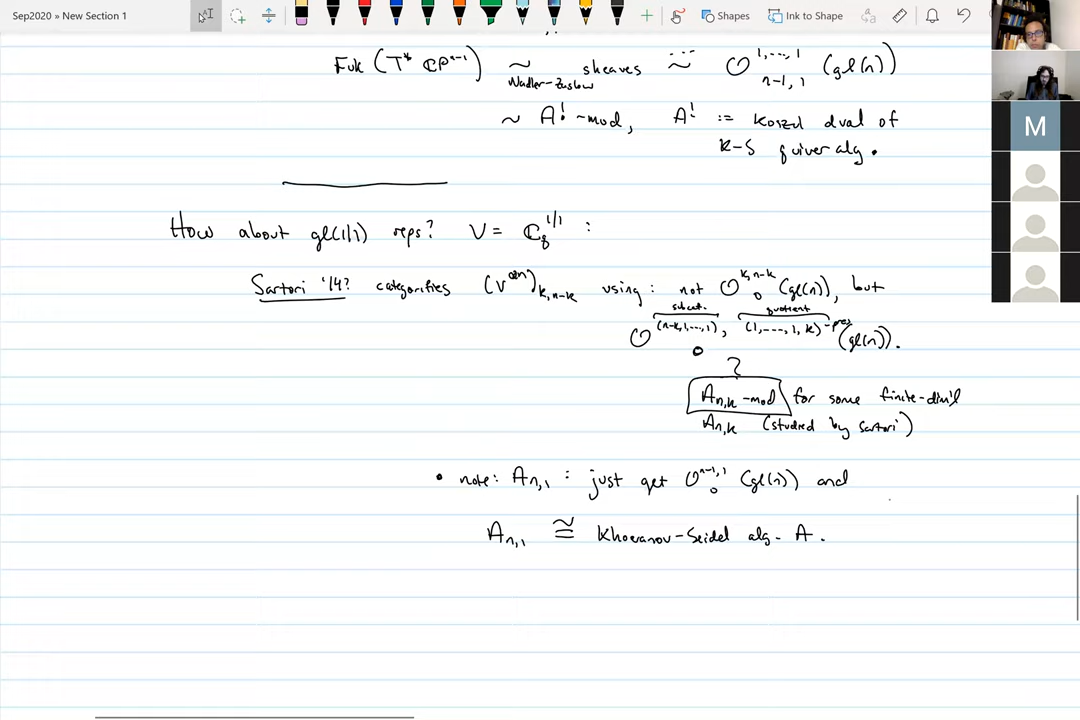 Sep2020 » New Section 1
Shapes
Ink to Shape
Fuk (T* CP^{n-1}) ~ sheaves ~ O^{1,...,1}_{n-1,1} (gl(n))
Nadler-Zaslow
~ A^! -mod, A^! := Koszul dual of
K-S quiver alg.
M
How about gl(1|1) reps? V = C_q^{1|1} :
Sartori '14? categorifies (V^{⊗n})_{k,n-k} using: not O_0^{k,n-k} (gl(n)), but
subcat. quotient
O_0^{(n-k,1,...,1), (1,...,1,k)-pres} (gl(n)).
?
A_{n,k} -mod for some finite-dim'l
A_{n,k} (studied by Sartori)
• note: A_{n,1} : just get O_0^{n-1,1} (gl(n)) and
A_{n,1} ≅ Khovanov-Seidel alg. A.